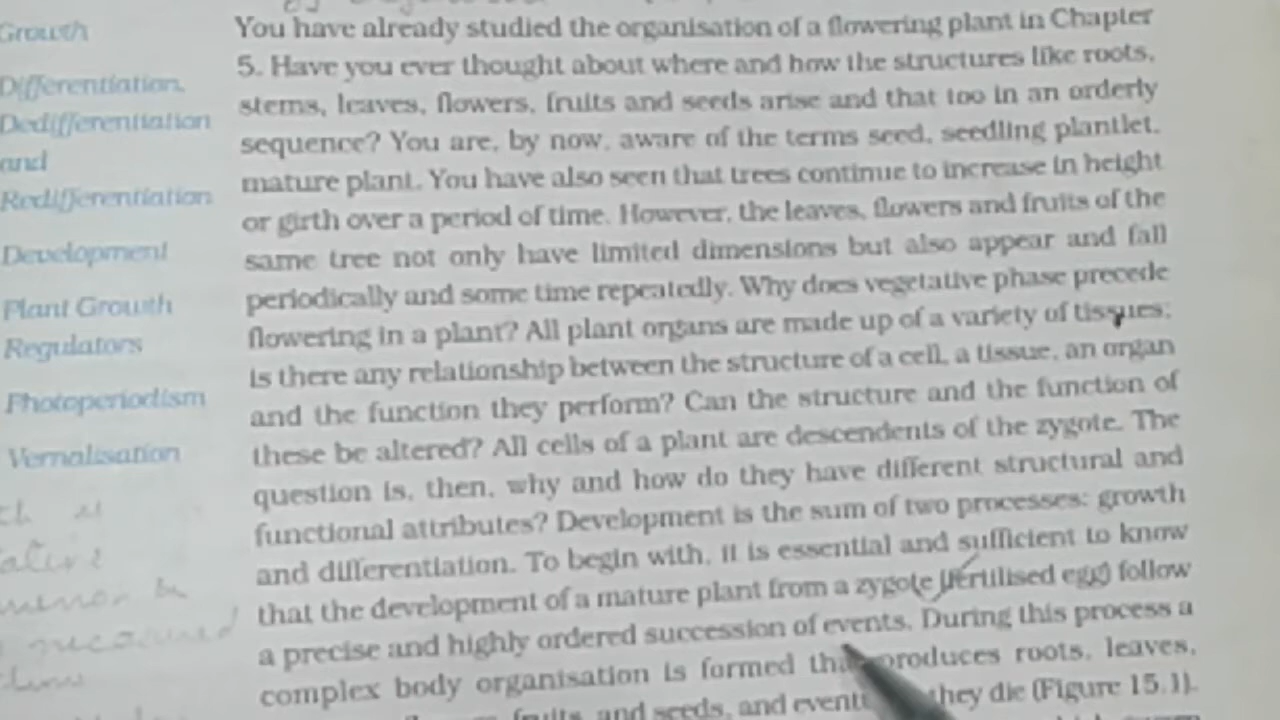 Growth
Differentiation,
Dedifferentiation
and
Redifferentiation
Development
Plant Growth
Regulators
Photoperiodism
Vernalisation
You have already studied the organisation of a flowering plant in Chapter
5. Have you ever thought about where and how the structures like roots,
stems, leaves, flowers, fruits and seeds arise and that too in an orderly
sequence? You are, by now, aware of the terms seed, seedling plantlet,
mature plant. You have also seen that trees continue to increase in height
or girth over a period of time. However, the leaves, flowers and fruits of the
same tree not only have limited dimensions but also appear and fall
periodically and some time repeatedly. Why does vegetative phase precede
flowering in a plant? All plant organs are made up of a variety of tissues;
is there any relationship between the structure of a cell, a tissue, an organ
and the function they perform? Can the structure and the function of
these be altered? All cells of a plant are descendents of the zygote. The
question is, then, why and how do they have different structural and
functional attributes? Development is the sum of two processes: growth
and differentiation. To begin with, it is essential and sufficient to know
that the development of a mature plant from a zygote (fertilised egg) follow
a precise and highly ordered succession of events. During this process a
complex body organisation is formed produces roots, leaves,
fruits, and seeds, and they die (Figure 15.1).